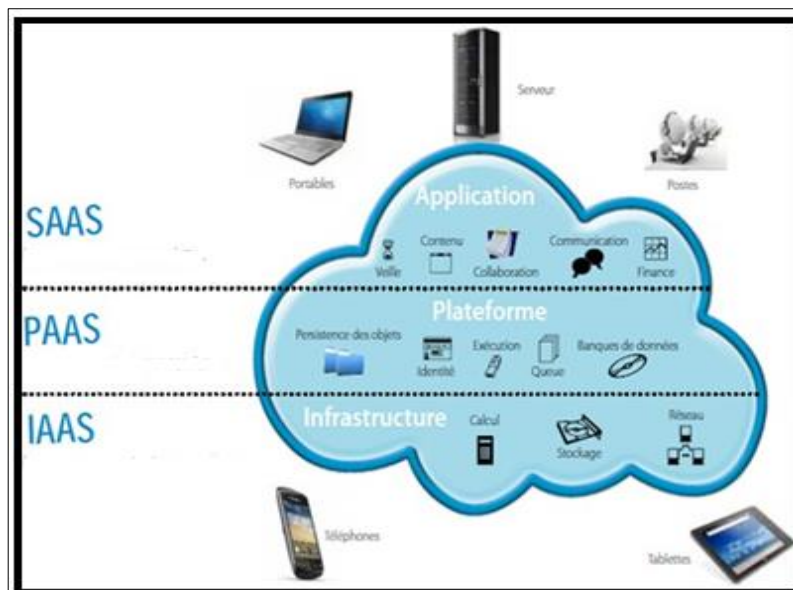 Serveur
Portables
Postes
Application
SAAS
Veille
Contenu
Collaboration
Communication
Finance
Plateforme
PAAS
Persistence des objets
Identité
Exécution
Queue
Banques de données
Infrastructure
IAAS
Calcul
Stockage
Réseau
Téléphones
Tablettes